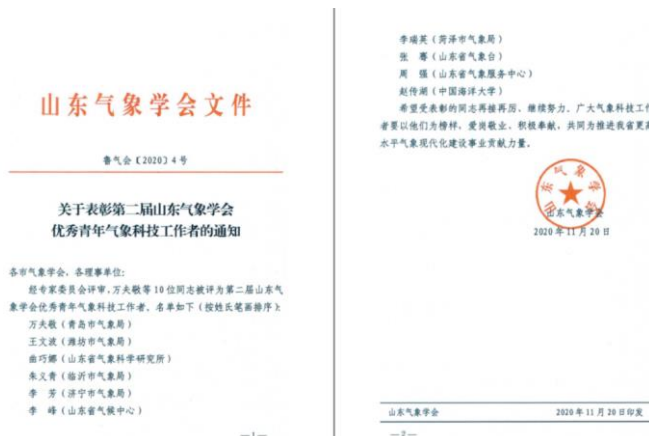 山东气象学会文件
鲁气会〔2020〕4号
关于表彰第二届山东气象学会
优秀青年气象科技工作者的通知
各市气象学会、各理事单位:
经专家委员会评审,万夫敬等10位同志被评为第二届山东气
象学会优秀青年气象科技工作者,名单如下(按姓氏笔画排序):
万夫敬(青岛市气象局)
王文波(潍坊市气象局)
曲巧娜(山东省气象科学研究所)
朱义青(临沂市气象局)
李 芳(济宁市气象局)
李 峰(山东省气候中心)
—1—
李瑞英(菏泽市气象局)
张 骞(山东省气象台)
周 强(山东省气象服务中心)
赵传湖(中国海洋大学)
希望受表彰的同志再接再厉、继续努力。广大气象科技工作
者要以他们为榜样,爱岗敬业、积极奉献,共同为推进我省更高
水平气象现代化建设事业贡献力量。
山东气象学会
山东气象学会
2020年11月20日
山东气象学会 2020年11月20日印发
—2—